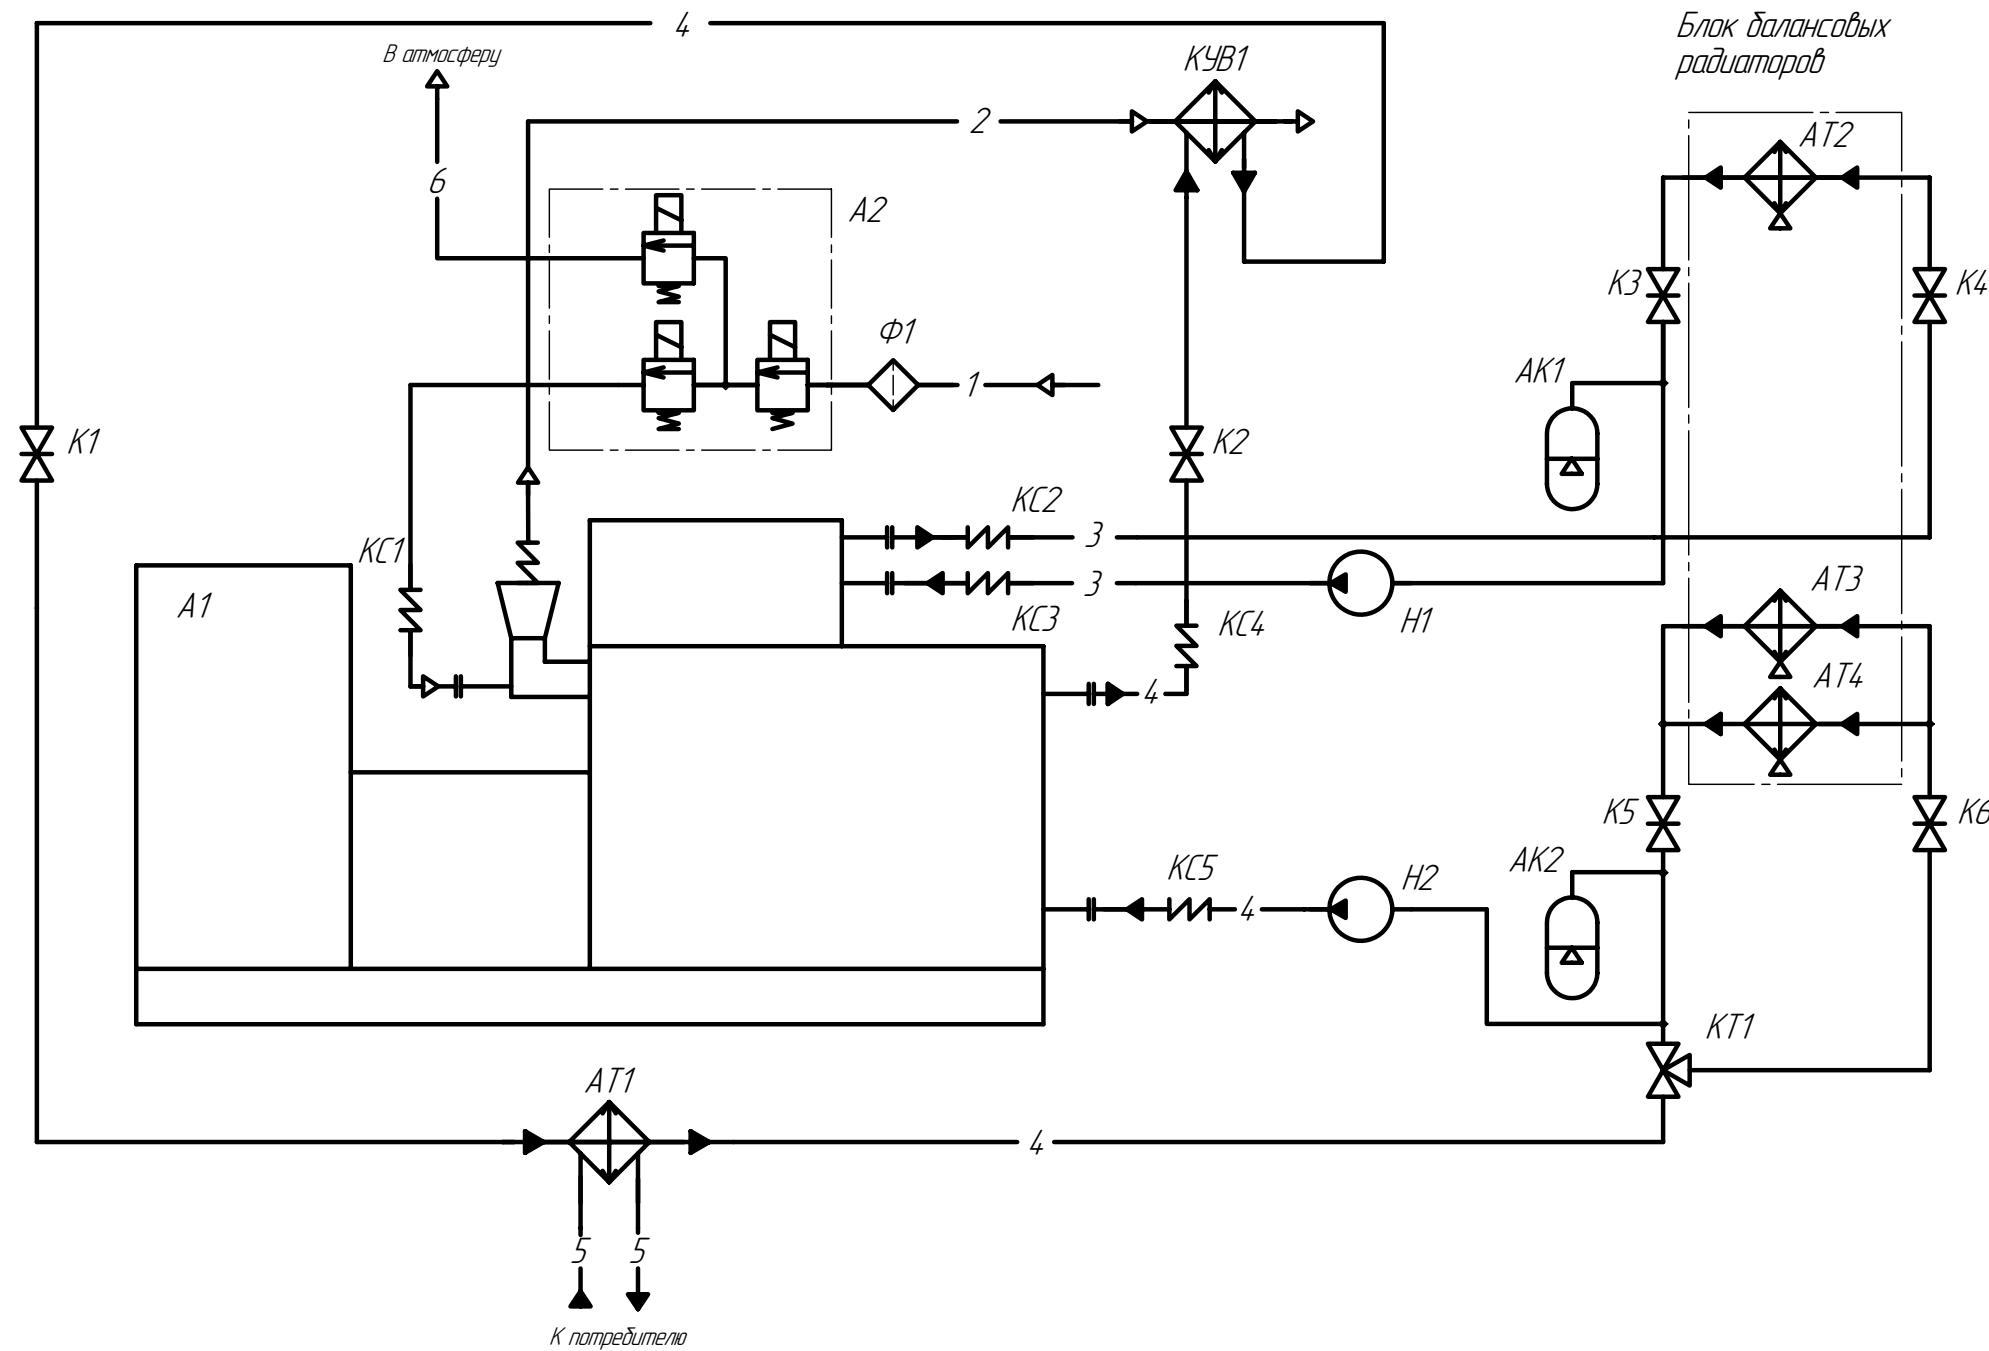 4
Блок балансовых
радиаторов
В атмосферу
КУВ1
2
АТ2
6
А2
К3
К4
Ф1
1
АК1
К1
К2
КС2
3
КС1
3
АТ3
А1
КС3
КС4
Н1
4
АТ4
К5
К6
КС5
Н2
АК2
4
КТ1
АТ1
4
5
5
К потребителю